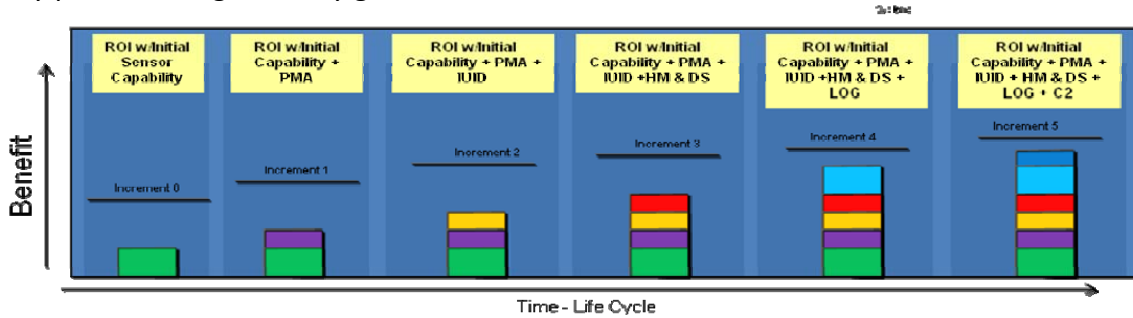 ROI w/Initial
Sensor
Capability
ROI w/Initial
Capability +
PMA
ROI w/Initial
Capability + PMA +
IUID
ROI w/Initial
Capability + PMA +
IUID +HM & DS
ROI w/Initial
Capability + PMA +
IUID +HM & DS +
LOG
ROI w/Initial
Capability + PMA +
IUID + HM & DS +
LOG + C2
Increment 0
Increment 1
Increment 2
Increment 3
Increment 4
Increment 5
Benefit
Time - Life Cycle